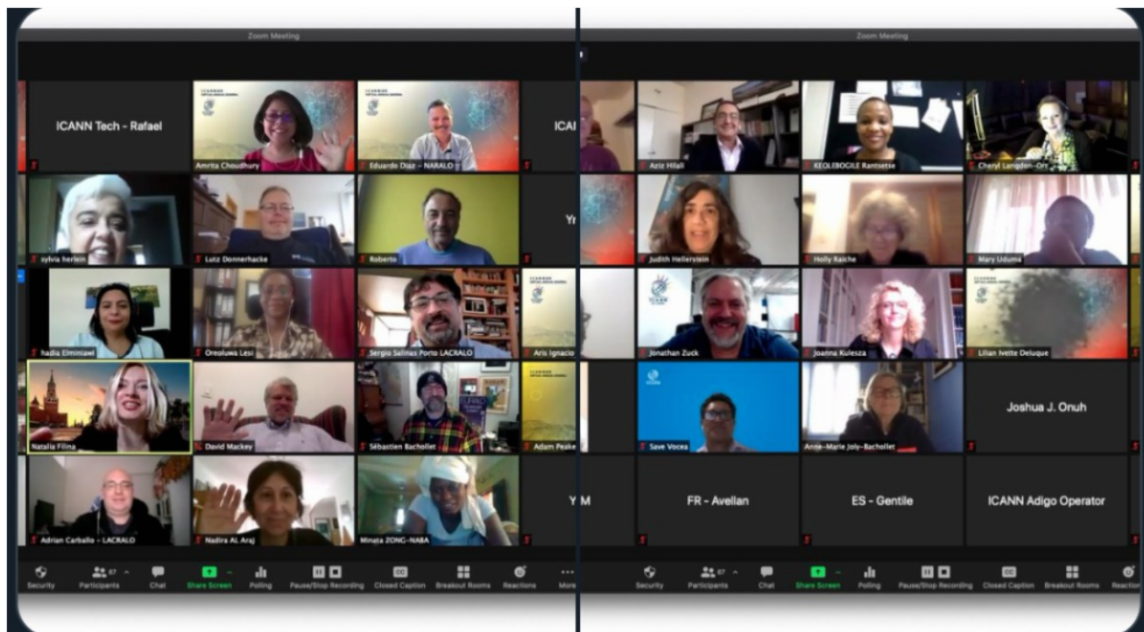 Zoom Meeting
ICANN Tech - Rafael
Amrita Choudhury
Eduardo Diaz - NARALO
ICAI
sylvia herlein
Lutz Donnerhacke
Roberto
hadia Elminiawi
Oreoluwa Lesi
Sergio Salinas Porto LACRALO
Aris Ignacio
Natalia Filina
David Mackey
Sébastien Bachollet
Adam Peake
Adrian Carballo - LACRALO
Nadira AL Araj
Minata ZONG-NABA
Security
Participants
Chat
Share Screen
Polling
Pause/Stop Recording
Closed Caption
Breakout Rooms
Reactions
More
Zoom Meeting
Aziz Hilali
KEOLEBOGILE Rantsetse
Cheryl Langdon-Orr
Judith Hellerstein
Holly Raiche
Mary Uduma
Jonathan Zuck
Joanna Kulesza
Lilian Ivette Deluque
Save Vocea
Anne-Marie Joly-Bachollet
Joshua J. Onuh
FR - Avellan
ES - Gentile
ICANN Adigo Operator
Security
Participants
Chat
Share Screen
Polling
Pause/Stop Recording
Closed Caption
Breakout Rooms